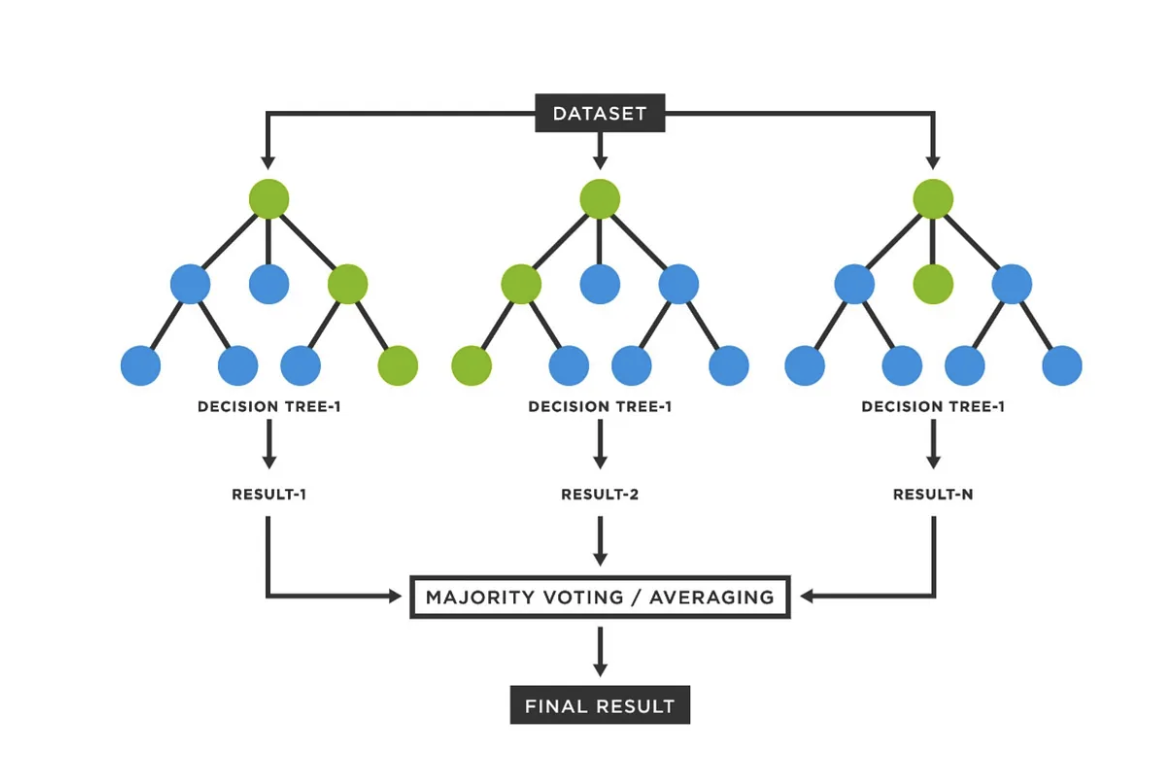 DATASET
DECISION TREE-1
DECISION TREE-1
DECISION TREE-1
RESULT-1
RESULT-2
RESULT-N
MAJORITY VOTING / AVERAGING
FINAL RESULT